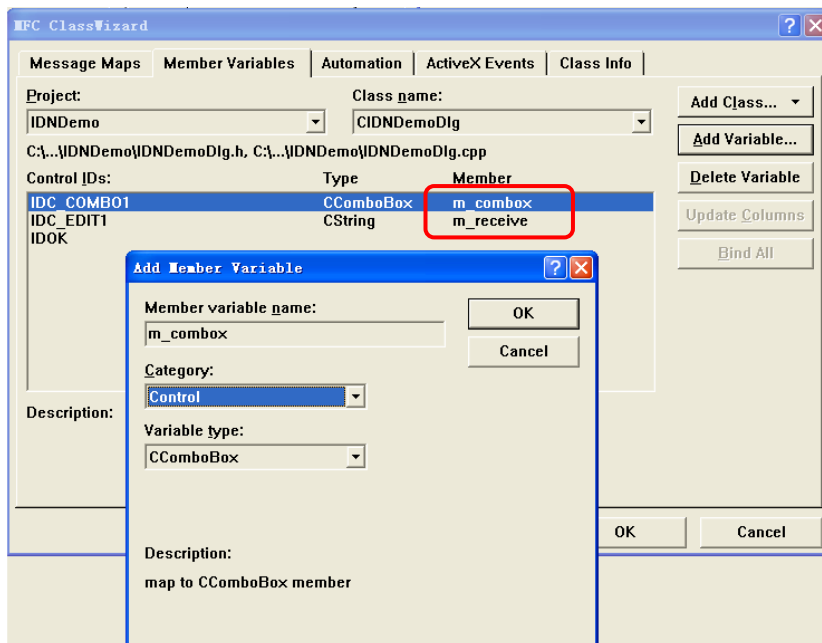 MFC ClassWizard
Message Maps Member Variables Automation ActiveX Events Class Info
Project: Class name:
IDNDemo CIDNDemoDlg
Add Class...
Add Variable...
C:\...\IDNDemo\IDNDemoDlg.h, C:\...\IDNDemo\IDNDemoDlg.cpp
Control IDs: Type Member
Delete Variable
IDC_COMBO1 CComboBox m_combox
IDC_EDIT1 CString m_receive
IDOK
Update Columns
Bind All
Add Member Variable
Member variable name:
m_combox
OK
Cancel
Category:
Control
Description:
Variable type:
CComboBox
OK Cancel
Description:
map to CComboBox member